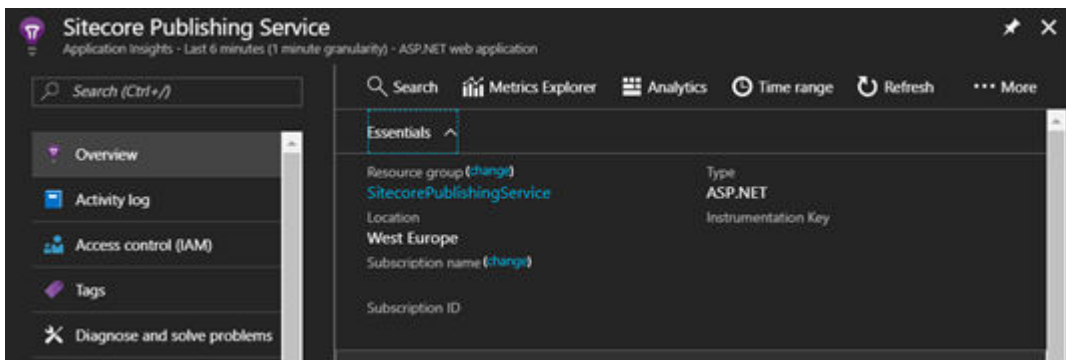 Sitecore Publishing Service
Application Insights - Last 6 minutes (1 minute granularity) - ASP.NET web application
Search (Ctrl+/)
Overview
Activity log
Access control (IAM)
Tags
Diagnose and solve problems
Search Metrics Explorer Analytics Time range Refresh ••• More
Essentials
Resource group (change)
SitecorePublishingService
Location
West Europe
Subscription name (change)
Subscription ID
Type
ASP.NET
Instrumentation Key